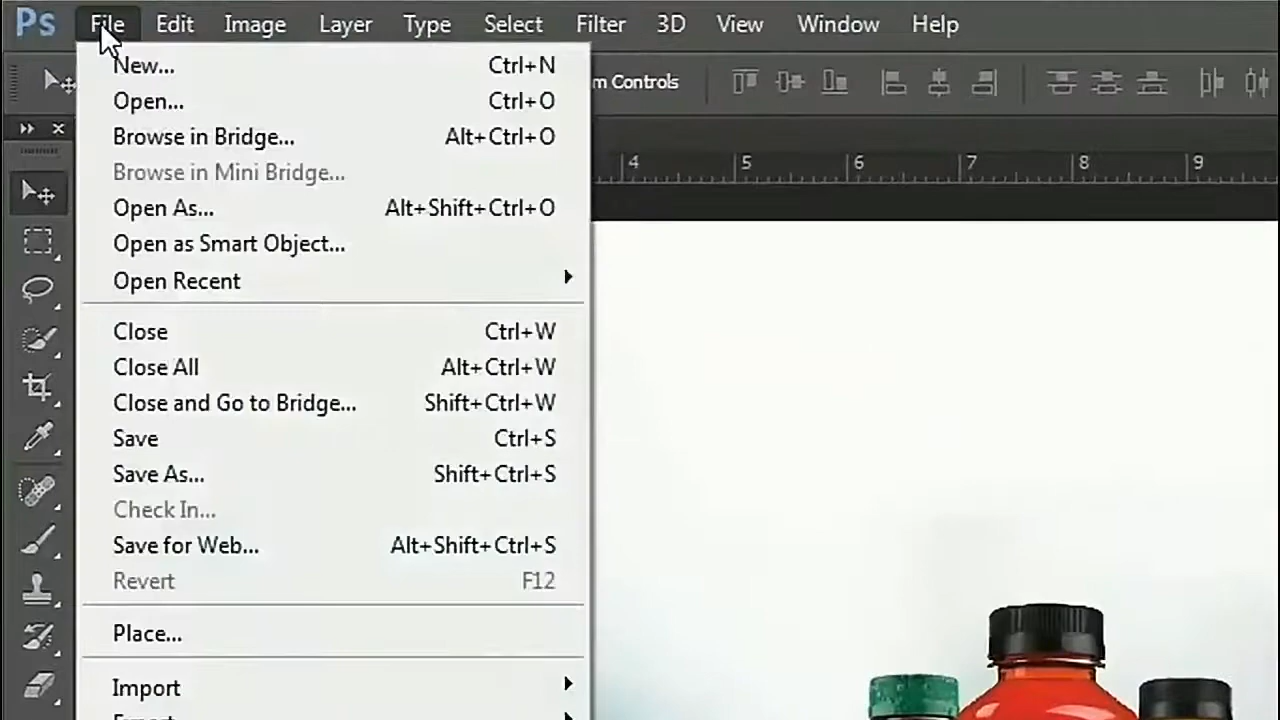 Ps File Edit Image Layer Type Select Filter 3D View Window Help
New... Ctrl+N
m Controls
Open... Ctrl+O
Browse in Bridge... Alt+Ctrl+O
Browse in Mini Bridge...
4 5 6 7 8 9
Open As... Alt+Shift+Ctrl+O
Open as Smart Object...
Open Recent
Close Ctrl+W
Close All Alt+Ctrl+W
Close and Go to Bridge... Shift+Ctrl+W
Save Ctrl+S
Save As... Shift+Ctrl+S
Check In...
Save for Web... Alt+Shift+Ctrl+S
Revert F12
Place...
Import